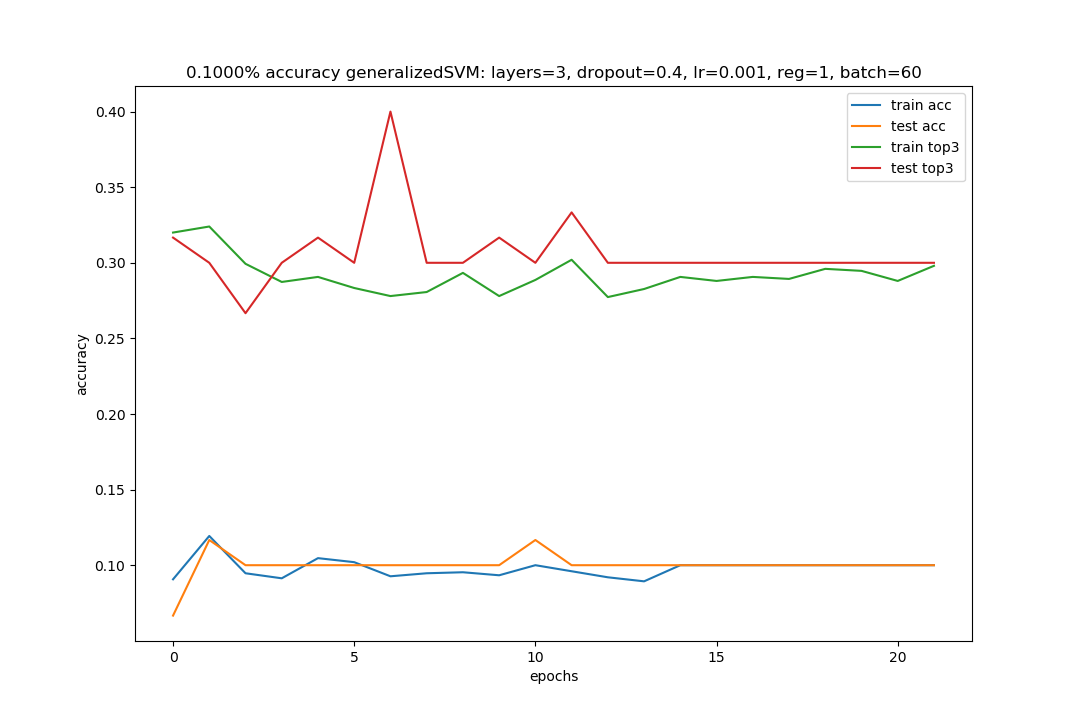 0.1000% accuracy generalizedSVM: layers=3, dropout=0.4, lr=0.001, reg=1, batch=60
train acc
test acc
train top3
test top3
0.40
0.35
0.30
0.25
0.20
0.15
0.10
accuracy
0 5 10 15 20
epochs